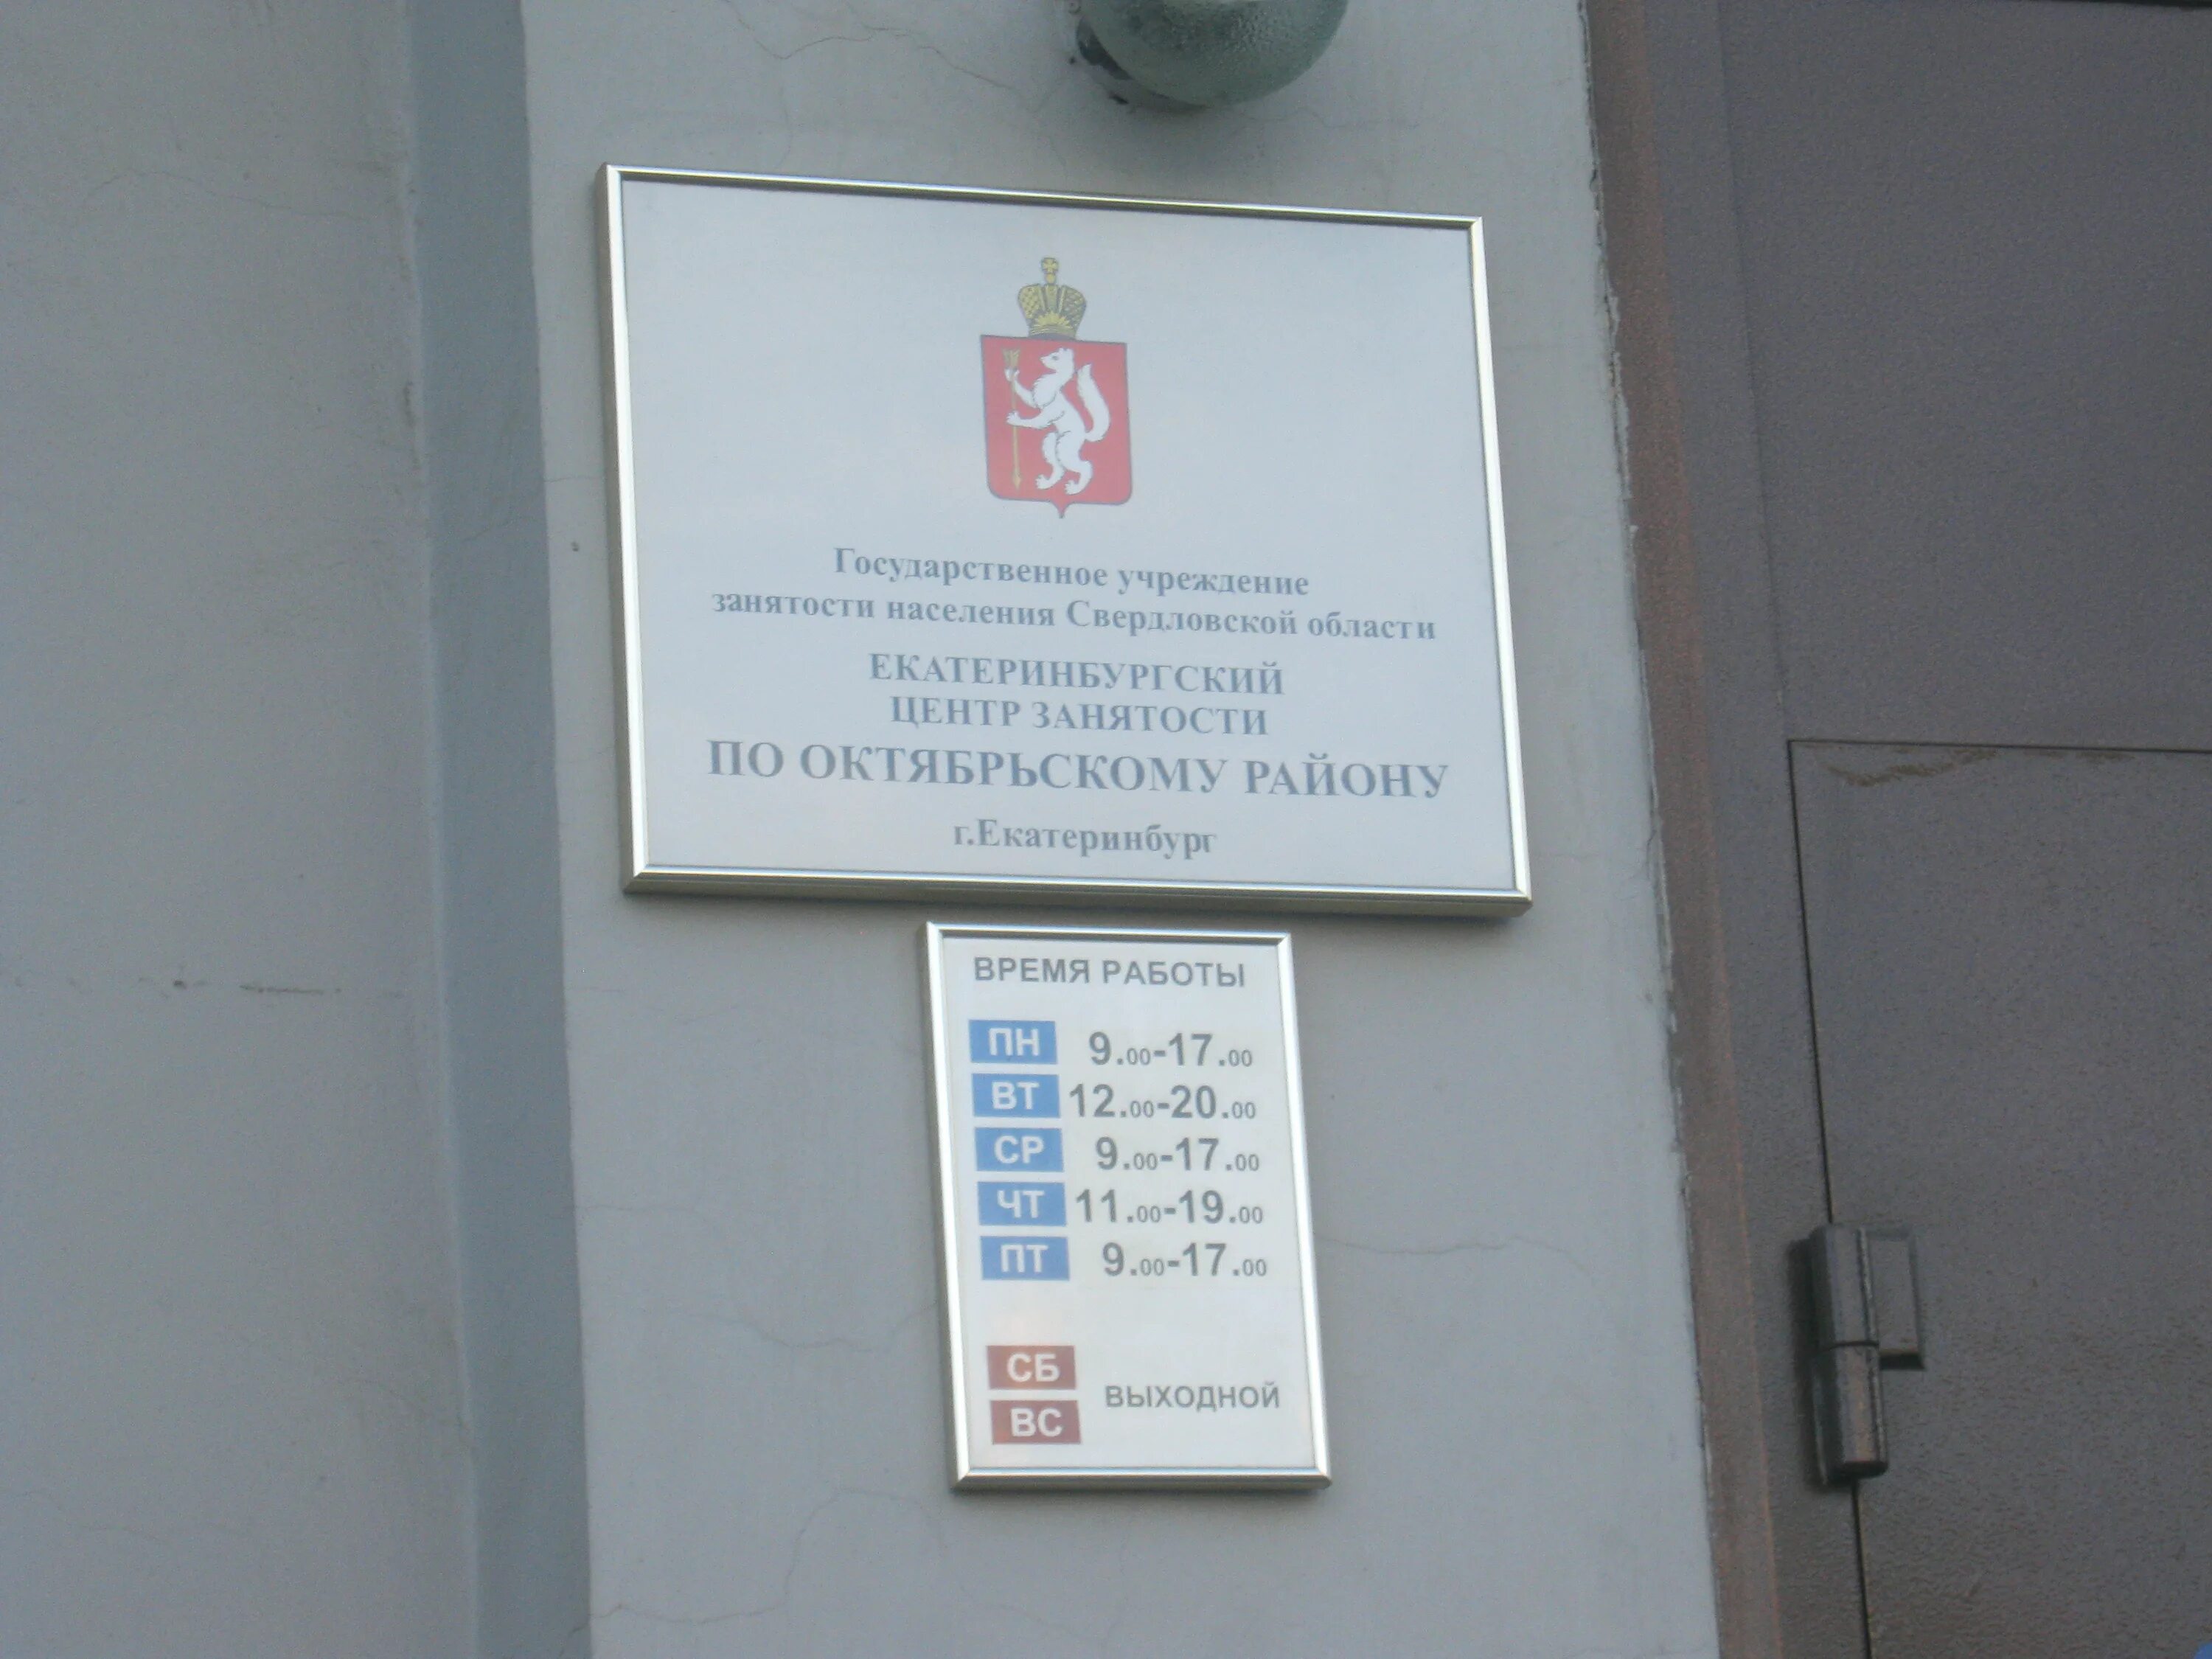 Государственное учреждение
занятости населения Свердловской области
ЕКАТЕРИНБУРГСКИЙ
ЦЕНТР ЗАНЯТОСТИ
ПО ОКТЯБРЬСКОМУ РАЙОНУ
г.Екатеринбург
ВРЕМЯ РАБОТЫ
ПН 9.00-17.00
ВТ 12.00-20.00
СР 9.00-17.00
ЧТ 11.00-19.00
ПТ 9.00-17.00
СБ
ВЫХОДНОЙ
ВС